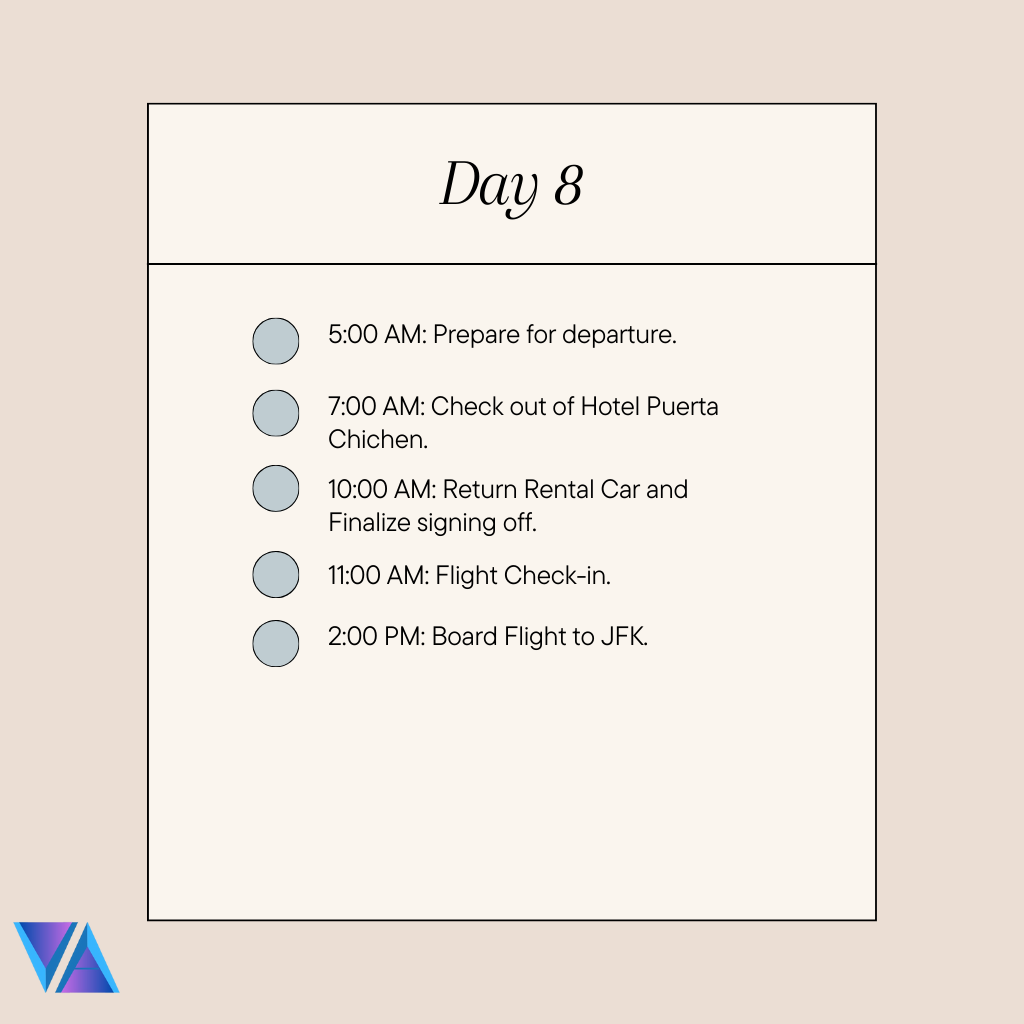 Day 8
5:00 AM: Prepare for departure.
7:00 AM: Check out of Hotel Puerta
Chichen.
10:00 AM: Return Rental Car and
Finalize signing off.
11:00 AM: Flight Check-in.
2:00 PM: Board Flight to JFK.
VA